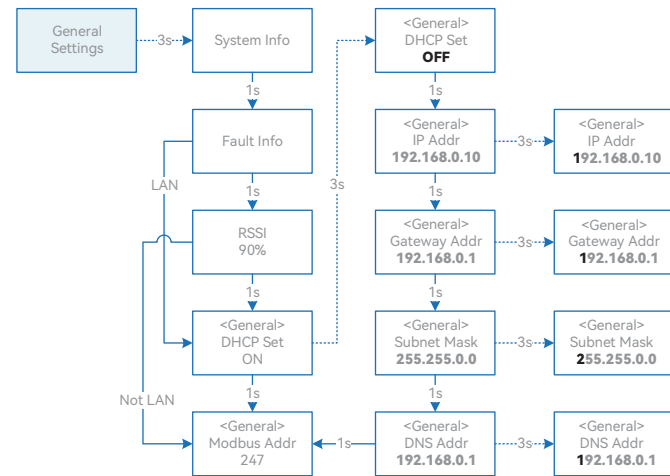 General
Settings
3s
System Info
1s
Fault Info
LAN
1s
RSSI
90%
1s
<General>
DHCP Set
ON
Not LAN
1s
<General>
Modbus Addr
247
3s
<General>
DHCP Set
OFF
1s
<General>
IP Addr
192.168.0.10
3s
<General>
IP Addr
192.168.0.10
1s
<General>
Gateway Addr
192.168.0.1
3s
<General>
Gateway Addr
192.168.0.1
1s
<General>
Subnet Mask
255.255.0.0
3s
<General>
Subnet Mask
255.255.0.0
1s
1s
<General>
DNS Addr
192.168.0.1
3s
<General>
DNS Addr
192.168.0.1